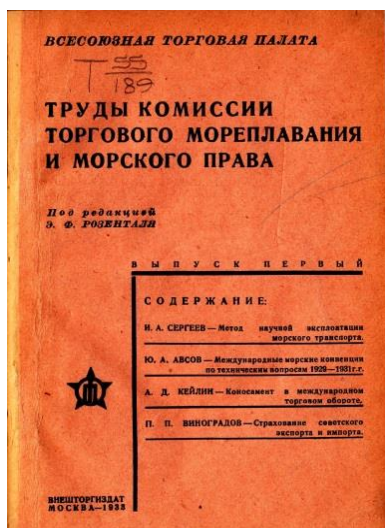 ВСЕСОЮЗНАЯ ТОРГОВАЯ ПАЛАТА
Т 55
189
ТРУДЫ КОМИССИИ
ТОРГОВОГО МОРЕПЛАВАНИЯ
И МОРСКОГО ПРАВА
Под редакцией
Э. Ф. РОЗЕНТАЛЯ
ВЫПУСК ПЕРВЫЙ
СОДЕРЖАНИЕ:
И. А. СЕРГЕЕВ — Метод научной эксплоатации
морского транспорта.
Ю. А. АВСОВ — Международные морские конвенции
по техническим вопросам 1929—1931 г.г.
А. Д. КЕЙЛИН — Коносамент в международном
торговом обороте.
П. П. ВИНОГРАДОВ — Страхование советского
экспорта и импорта.
ВНЕШТОРГИЗДАТ
МОСКВА—1933